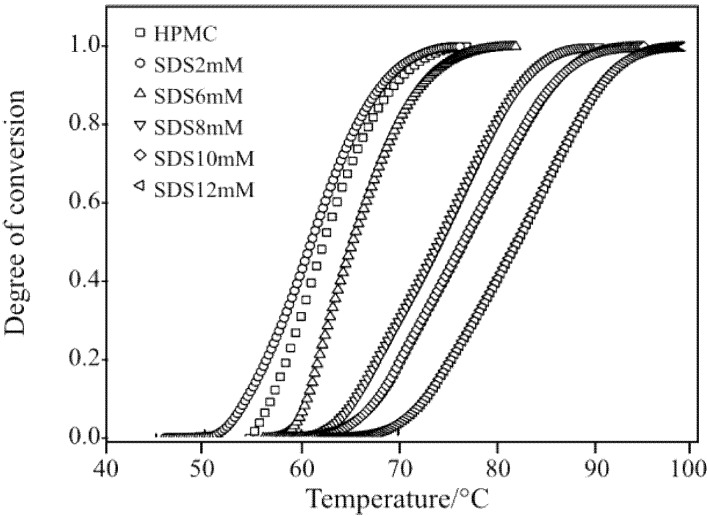 HPMC
SDS2mM
SDS6mM
SDS8mM
SDS10mM
SDS12mM
Degree of conversion
1.0
0.8
0.6
0.4
0.2
0.0
40 50 60 70 80 90 100
Temperature/°C